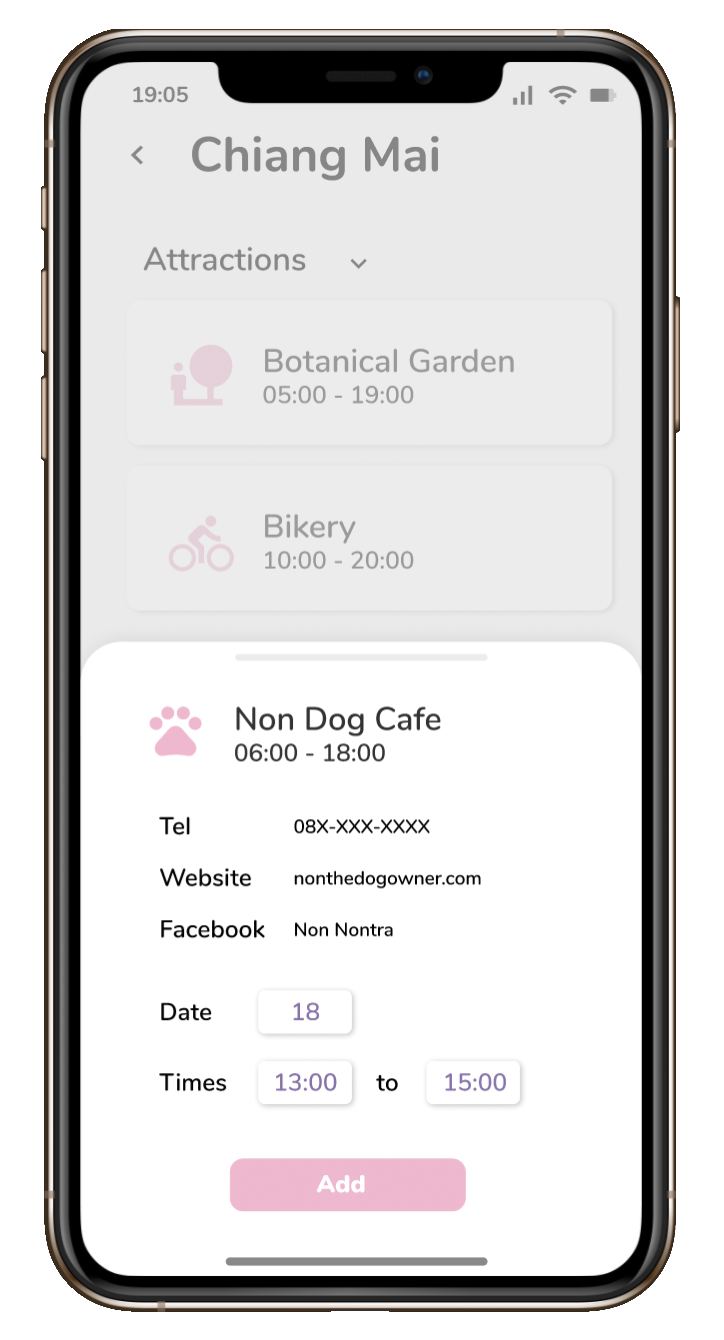 19:05
Chiang Mai
Attractions
Botanical Garden
05:00 - 19:00
Bikery
10:00 - 20:00
Non Dog Cafe
06:00 - 18:00
Tel 08X-XXX-XXXX
Website nonthedogowner.com
Facebook Non Nontra
Date 18
Times 13:00 to 15:00
Add